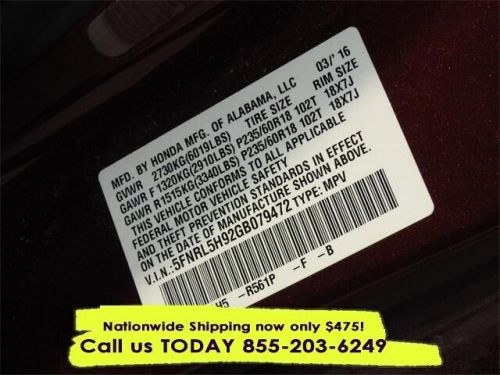 MFD. BY HONDA MFG. OF ALABAMA, LLC 03/'16
GVWR 2730KG(6019LBS) TIRE SIZE RIM SIZE
GAWR F 1320KG(2910LBS) P235/60R18 102T 18X7J
GAWR R 1515KG(3340LBS) P235/60R18 102T 18X7J
THIS VEHICLE CONFORMS TO ALL APPLICABLE
FEDERAL MOTOR VEHICLE SAFETY
AND THEFT PREVENTION STANDARDS IN EFFECT
ON THE DATE OF MANUFACTURE SHOWN ABOVE.
V.I.N.:5FNRL5H92GB079472 TYPE: MPV
-R561P -F -B
Nationwide Shipping now only $475!
Call us TODAY 855-203-6249